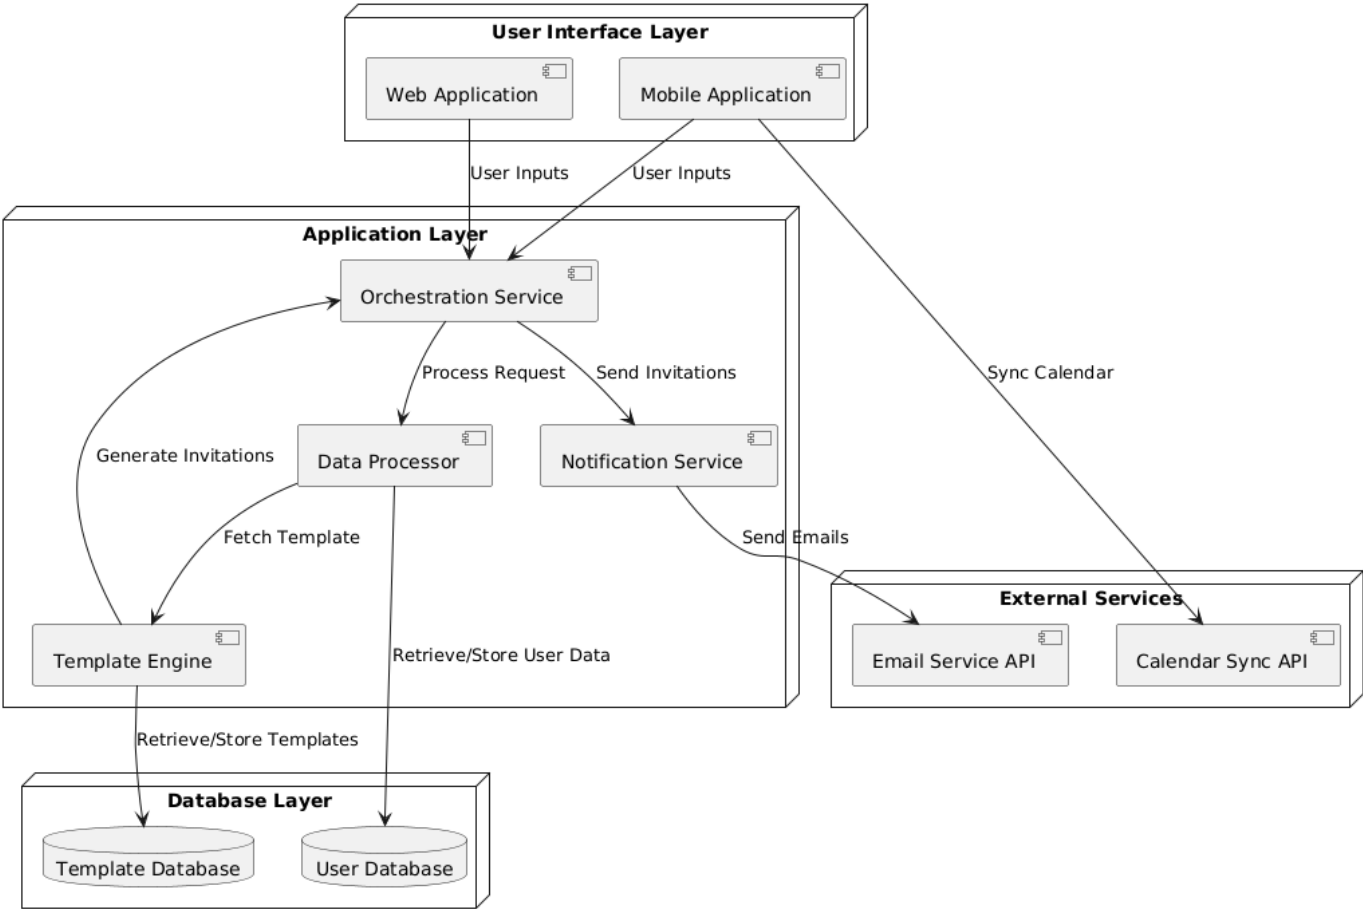 User Interface Layer
Web Application
Mobile Application
User Inputs
User Inputs
Application Layer
Orchestration Service
Process Request
Send Invitations
Sync Calendar
Generate Invitations
Data Processor
Notification Service
Fetch Template
Send Emails
External Services
Template Engine
Retrieve/Store User Data
Email Service API
Calendar Sync API
Retrieve/Store Templates
Database Layer
Template Database
User Database